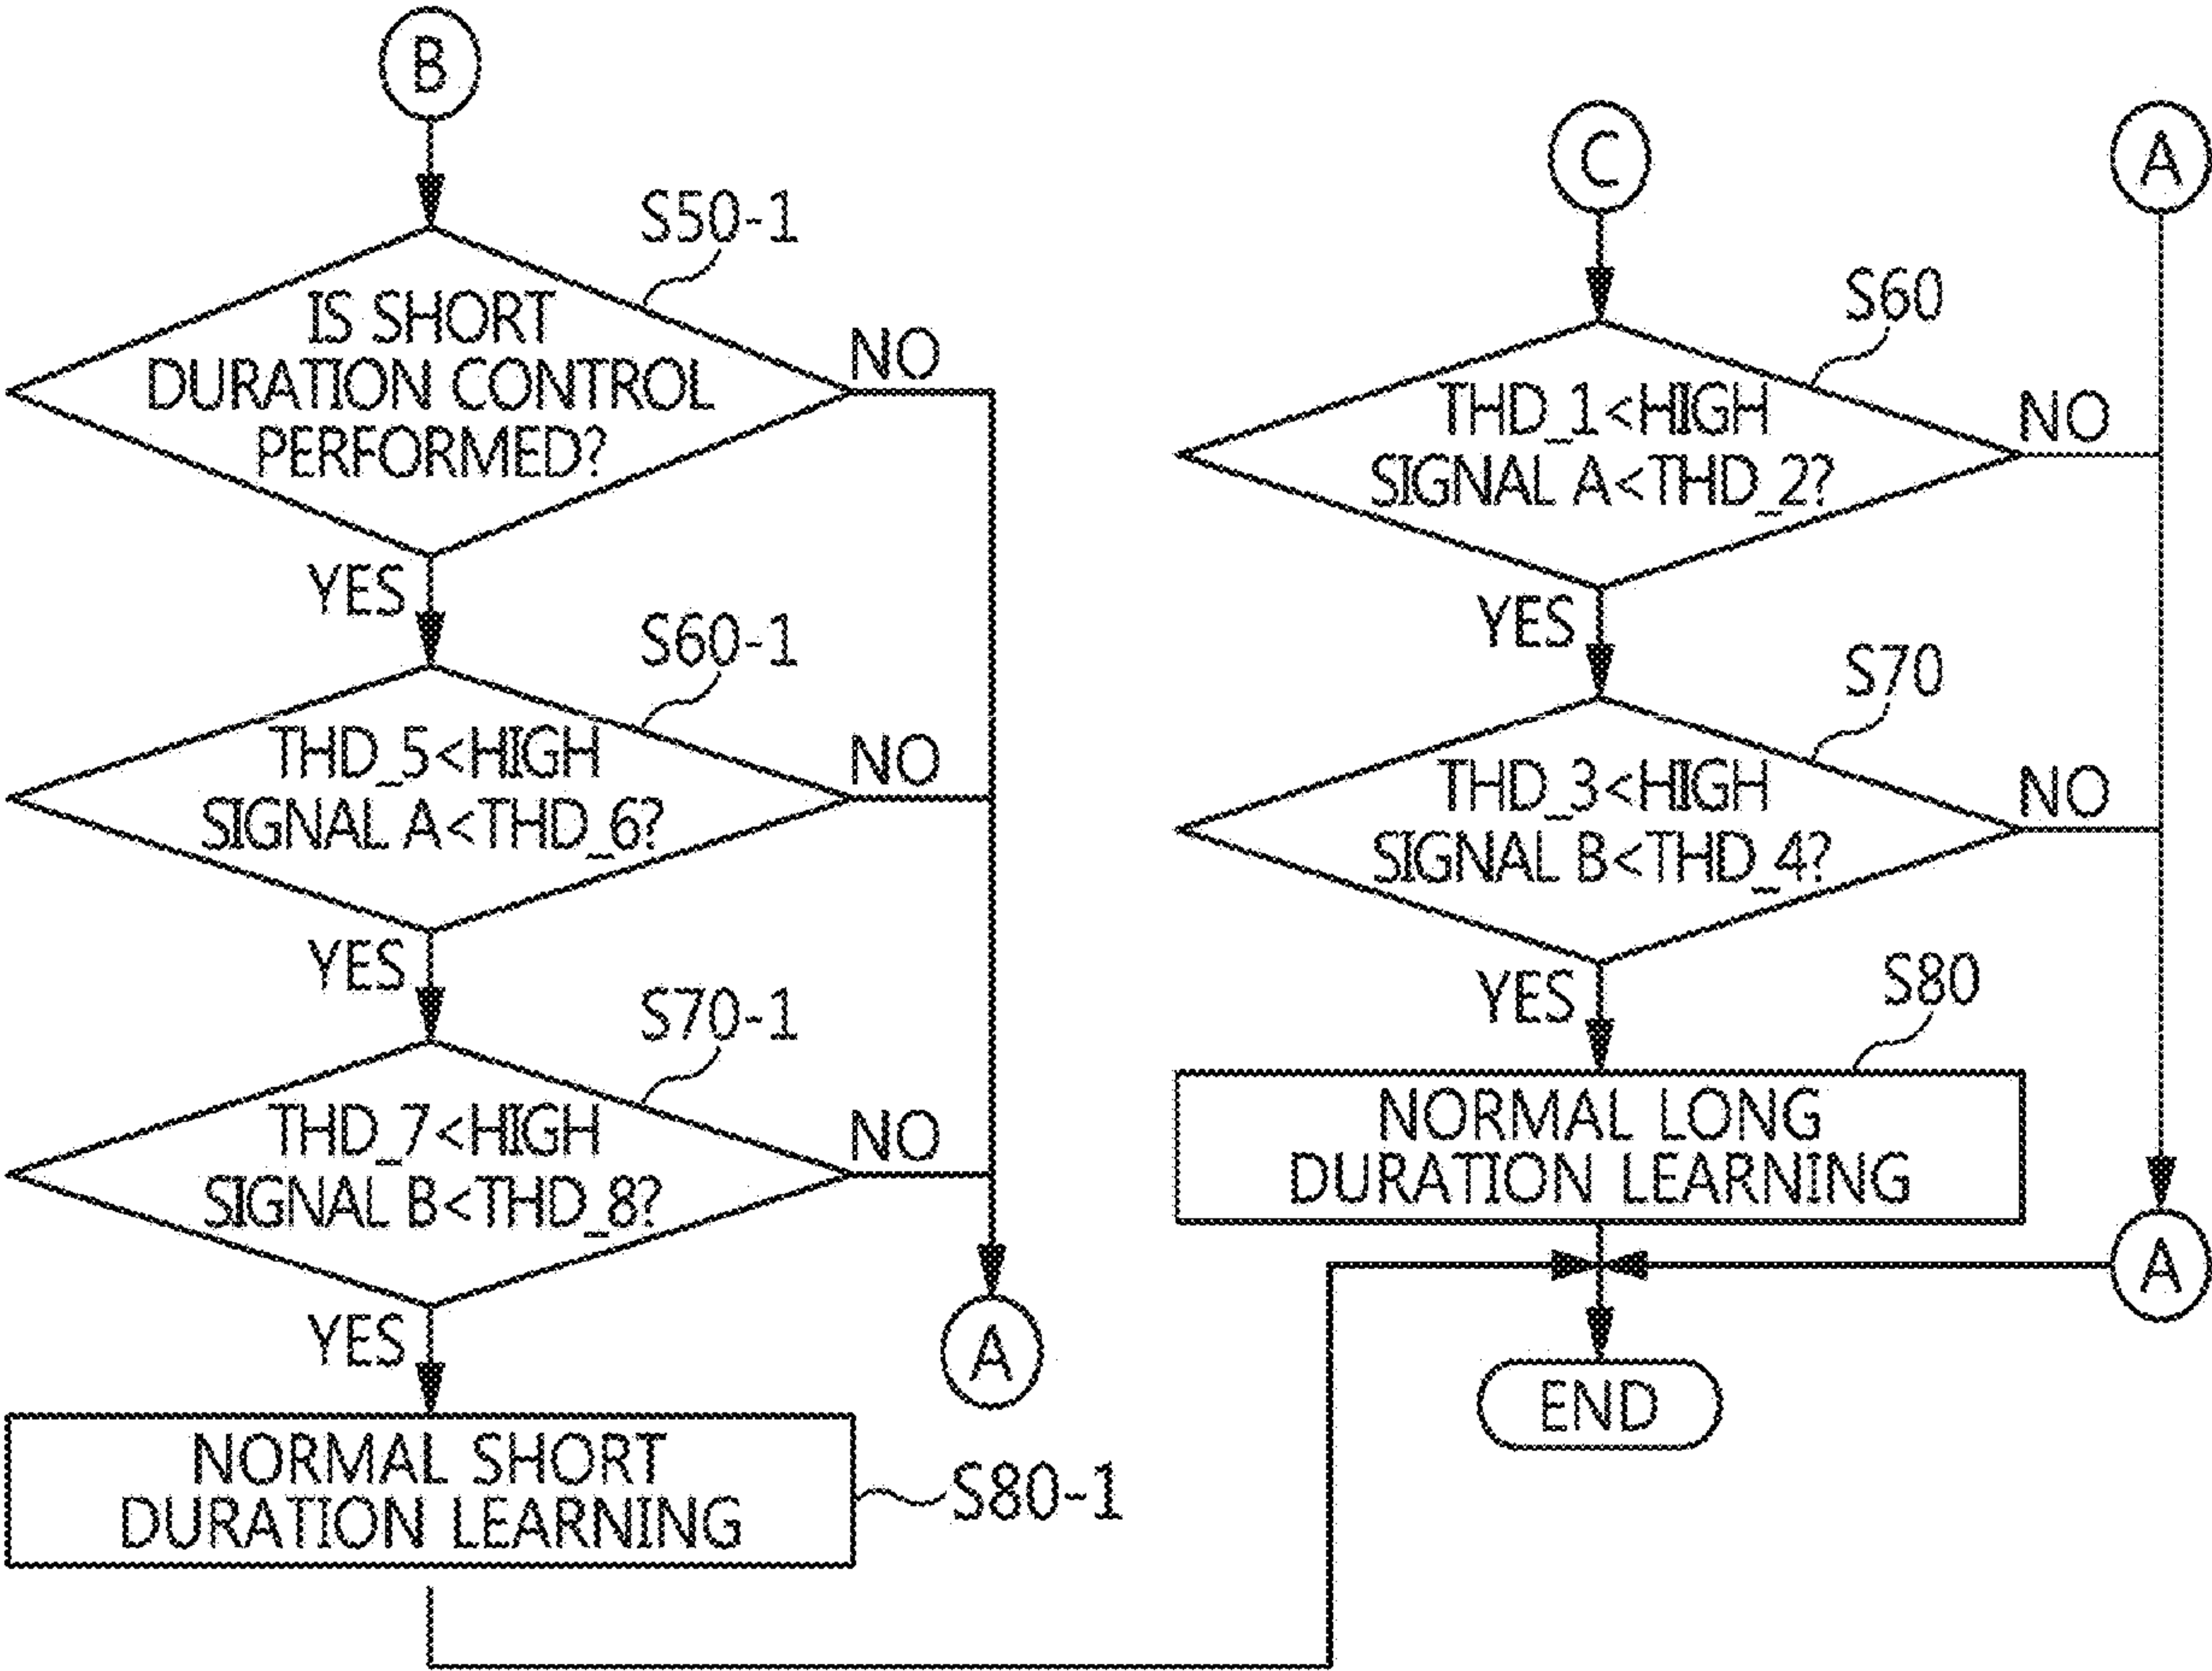 B
S50-1
IS SHORT
DURATION CONTROL
PERFORMED?
NO
YES
S60-1
THD_5<HIGH
SIGNAL A<THD_6?
NO
YES
S70-1
THD_7<HIGH
SIGNAL B<THD_8?
NO
YES
A
NORMAL SHORT
DURATION LEARNING
S80-1
C
A
S60
THD_1<HIGH
SIGNAL A<THD_2?
NO
YES
S70
THD_3<HIGH
SIGNAL B<THD_4?
NO
YES
S80
NORMAL LONG
DURATION LEARNING
A
END